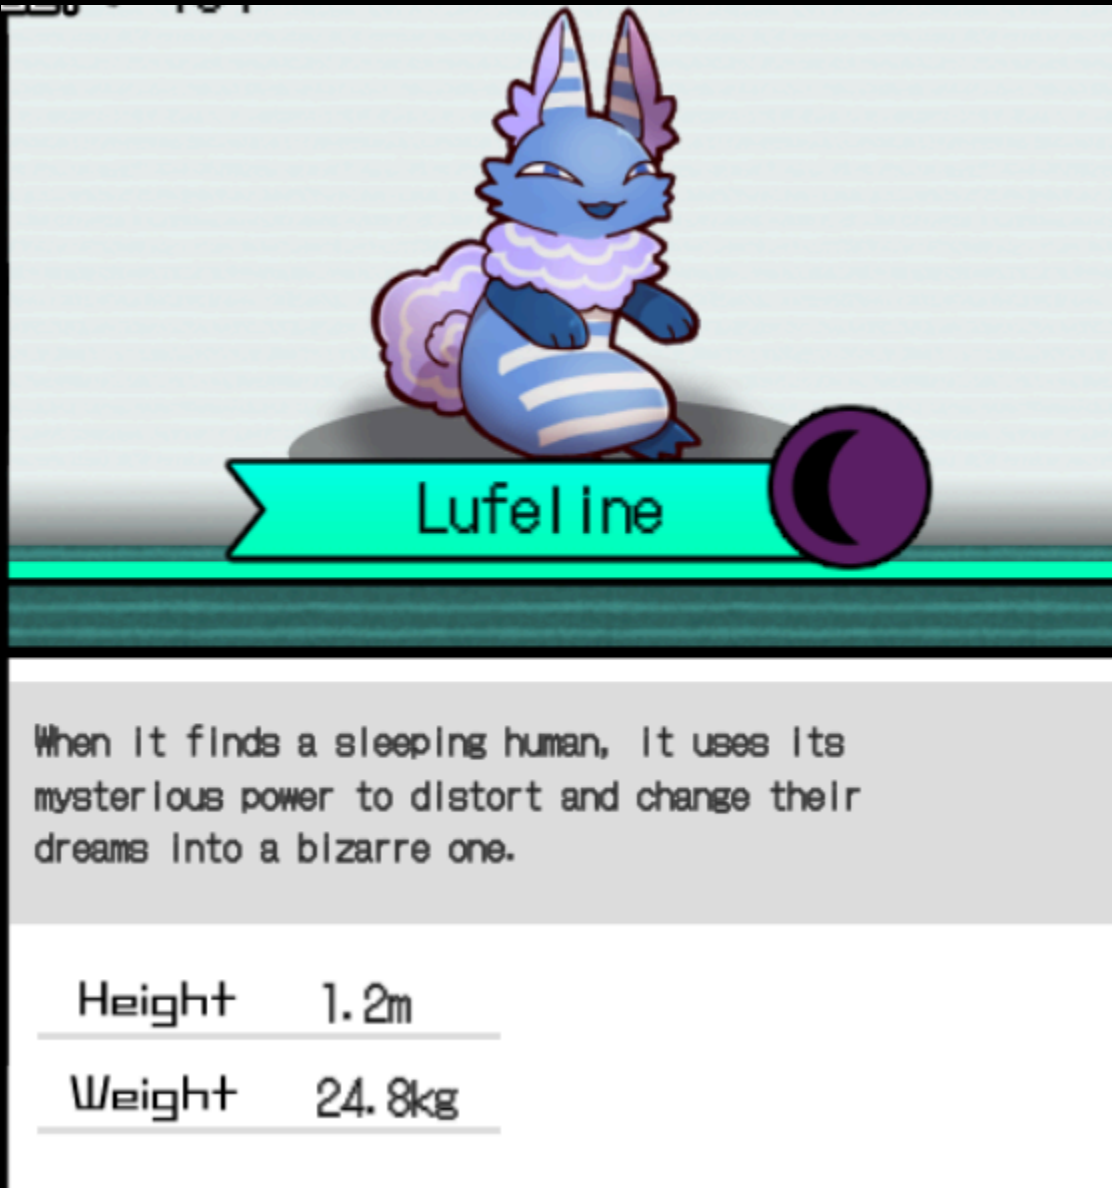 Lufeline
When it finds a sleeping human, it uses its
mysterious power to distort and change their
dreams into a bizarre one.
Height 1.2m
Weight 24.8kg